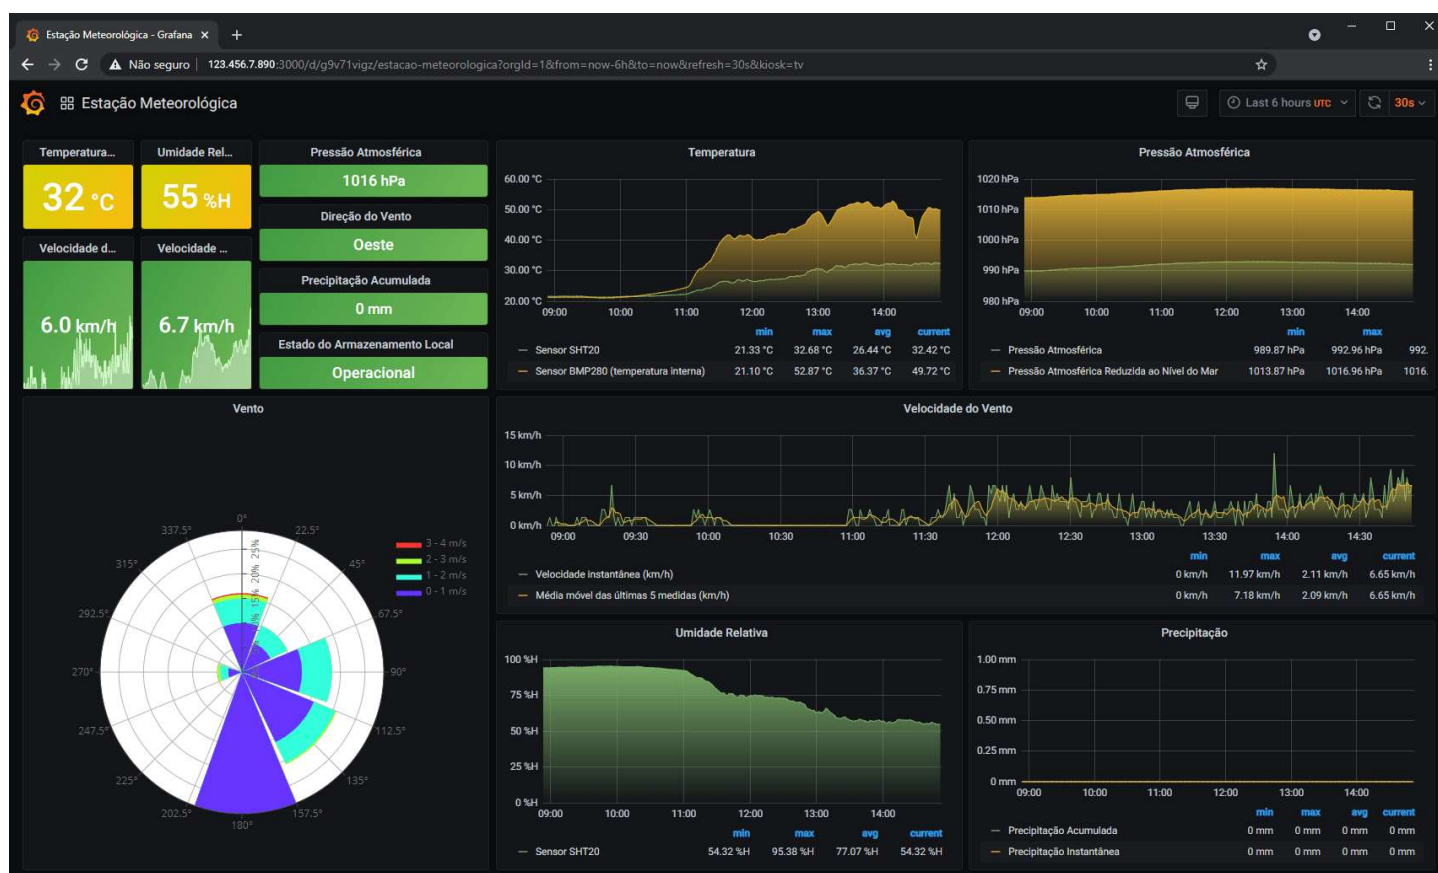 Estação Meteorológica - Grafana
Não seguro | 123.456.7.890:3000/d/g9v71vigz/estacao-meteorologica?orgId=1&from=now-6h&to=now&refresh=30s&kiosk=tv
Estação Meteorológica
Last 6 hours UTC
30s
Temperatura...
32 °C
Umidade Rel...
55 %H
Pressão Atmosférica
1016 hPa
Direção do Vento
Oeste
Velocidade d...
6.0 km/h
Velocidade ...
6.7 km/h
Precipitação Acumulada
0 mm
Estado do Armazenamento Local
Operacional
Temperatura
60.00 °C
50.00 °C
40.00 °C
30.00 °C
20.00 °C
09:00 10:00 11:00 12:00 13:00 14:00
min max avg current
Sensor SHT20 21.33 °C 32.68 °C 26.44 °C 32.42 °C
Sensor BMP280 (temperatura interna) 21.10 °C 52.87 °C 36.37 °C 49.72 °C
Pressão Atmosférica
1020 hPa
1010 hPa
1000 hPa
990 hPa
980 hPa
09:00 10:00 11:00 12:00 13:00 14:00
min max
Pressão Atmosférica 989.87 hPa 992.96 hPa 992.
Pressão Atmosférica Reduzida ao Nível do Mar 1013.87 hPa 1016.96 hPa 1016.
Vento
0°
22.5°
45°
67.5°
90°
112.5°
135°
157.5°
180°
202.5°
225°
247.5°
270°
292.5°
315°
337.5°
25%
20%
15%
3 - 4 m/s
2 - 3 m/s
1 - 2 m/s
0 - 1 m/s
Velocidade do Vento
15 km/h
10 km/h
5 km/h
0 km/h
09:00 09:30 10:00 10:30 11:00 11:30 12:00 12:30 13:00 13:30 14:00 14:30
min max avg current
Velocidade instantânea (km/h) 0 km/h 11.97 km/h 2.11 km/h 6.65 km/h
Média móvel das últimas 5 medidas (km/h) 0 km/h 7.18 km/h 2.09 km/h 6.65 km/h
Umidade Relativa
100 %H
75 %H
50 %H
25 %H
0 %H
09:00 10:00 11:00 12:00 13:00 14:00
min max avg current
Sensor SHT20 54.32 %H 95.38 %H 77.07 %H 54.32 %H
Precipitação
1.00 mm
0.75 mm
0.50 mm
0.25 mm
0 mm
09:00 10:00 11:00 12:00 13:00 14:00
min max avg current
Precipitação Acumulada 0 mm 0 mm 0 mm 0 mm
Precipitação Instantânea 0 mm 0 mm 0 mm 0 mm